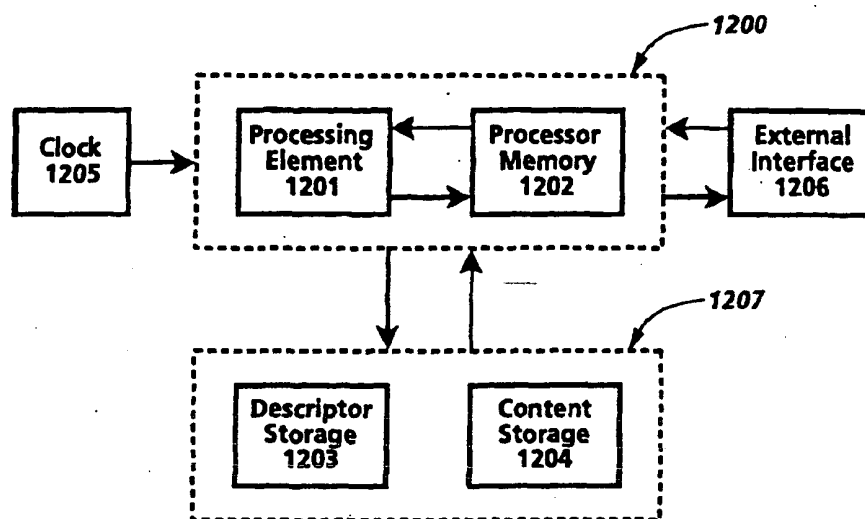 1200
Clock
1205
Processing
Element
1201
Processor
Memory
1202
External
Interface
1206
1207
Descriptor
Storage
1203
Content
Storage
1204